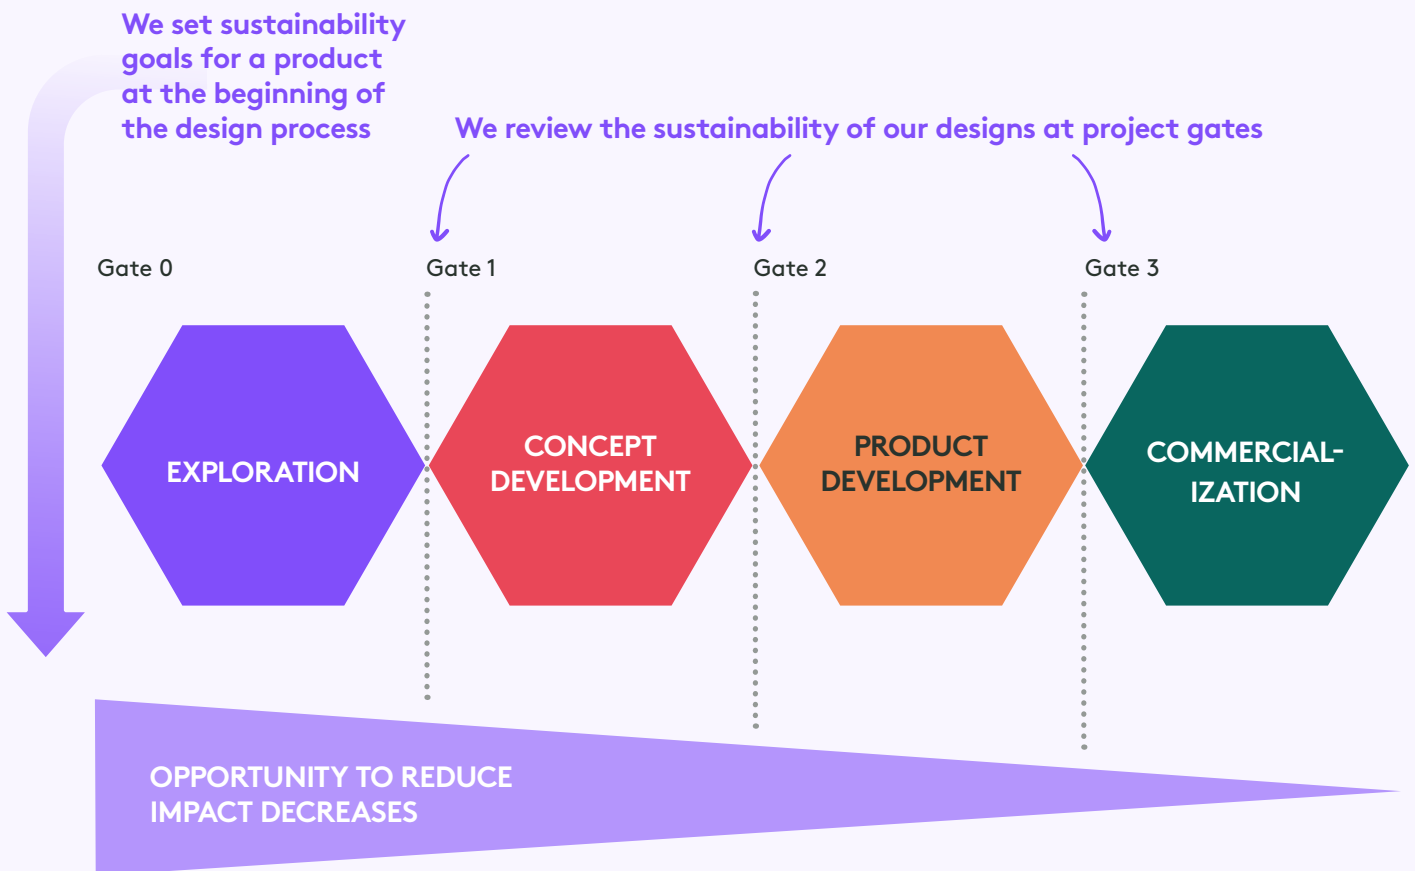 We set sustainability
goals for a product
at the beginning of
the design process
We review the sustainability of our designs at project gates
Gate 0
Gate 1
Gate 2
Gate 3
EXPLORATION
CONCEPT
DEVELOPMENT
PRODUCT
DEVELOPMENT
COMMERCIAL-
IZATION
OPPORTUNITY TO REDUCE
IMPACT DECREASES